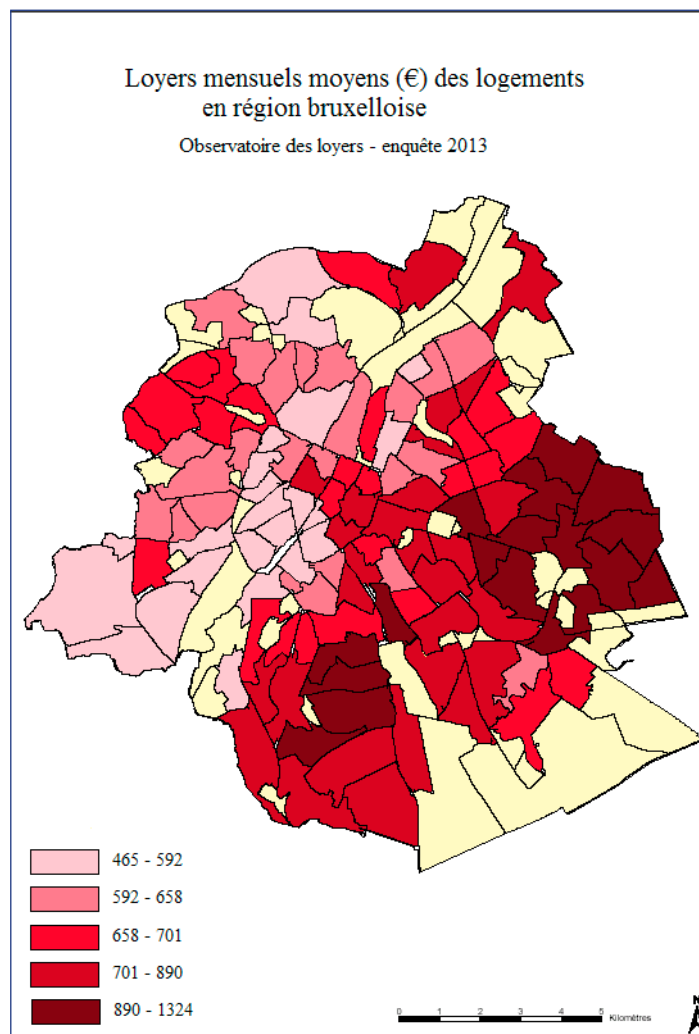 Loyers mensuels moyens (€) des logements
en région bruxelloise
Observatoire des loyers - enquête 2013
465 - 592
592 - 658
658 - 701
701 - 890
890 - 1324
0 1 2 3 4 5
Kilomètres
N